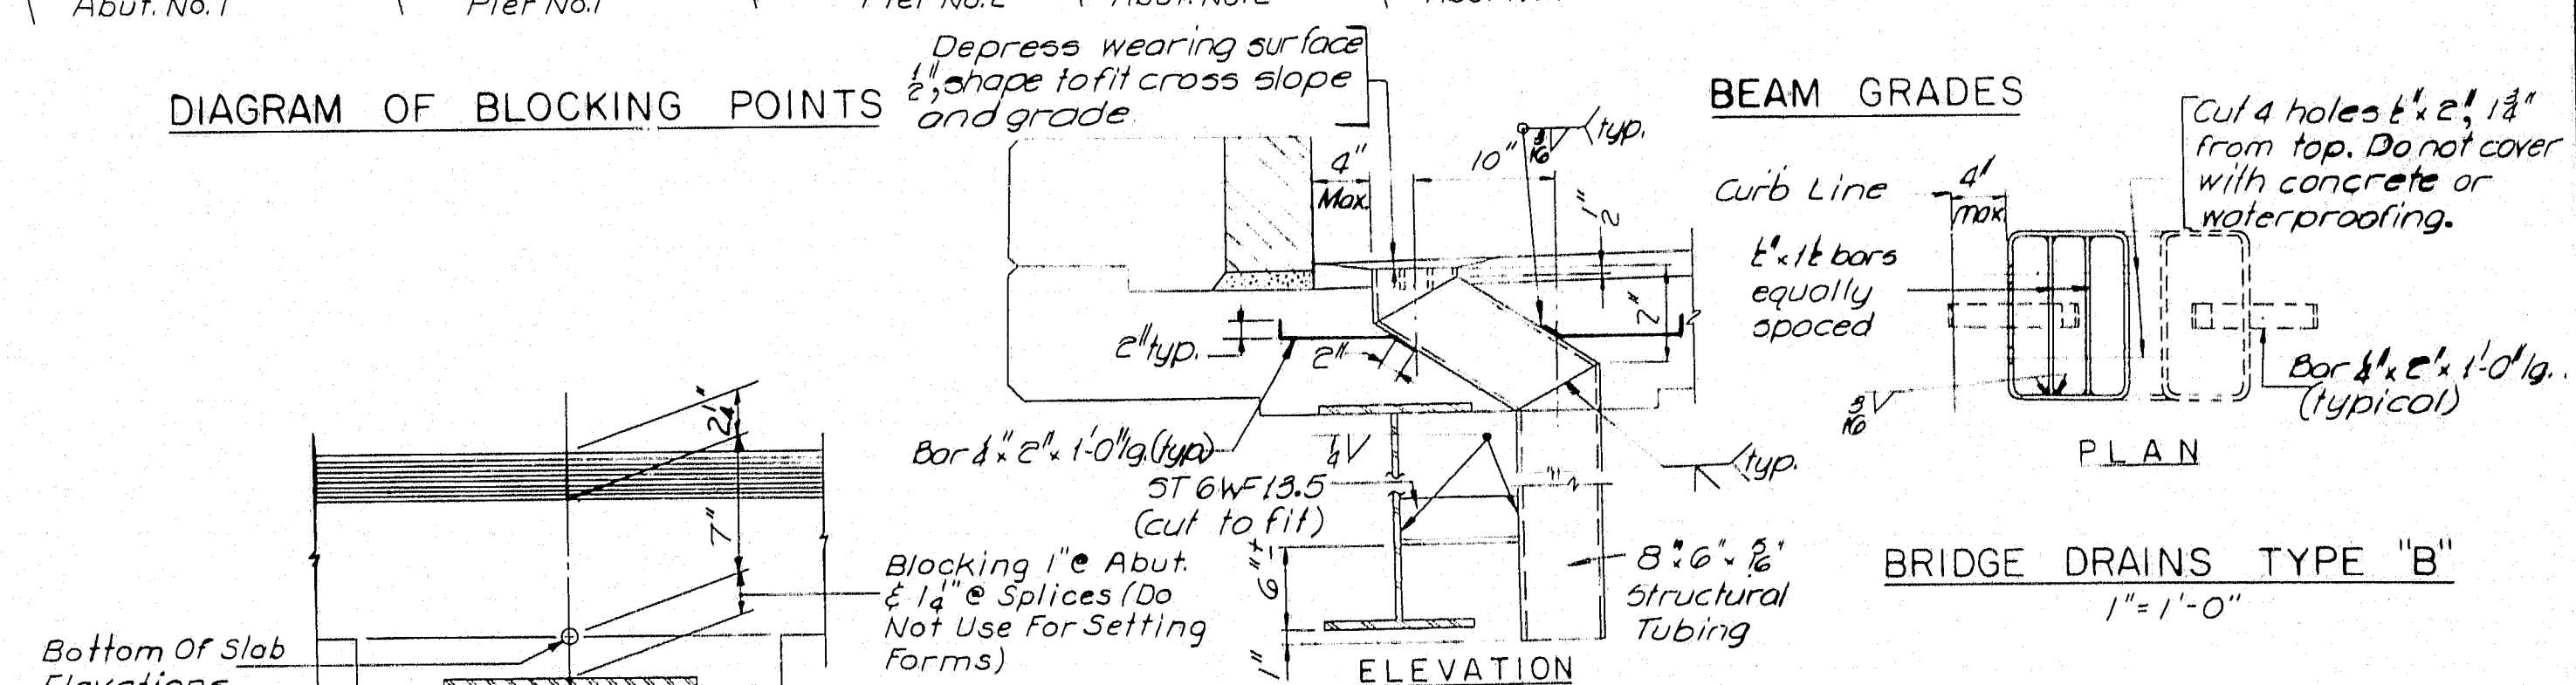 Abut. No. 1
Pier No.1
Pier No.2
Abut. No.2
DIAGRAM OF BLOCKING POINTS
Depress wearing surface
1/2", shape to fit cross slope
and grade
BEAM GRADES
4"
Max.
10"
3/16
typ.
1/2"
2"
2" typ.
2"
Bar 1/4" x 2" x 1'-0" lg. (typ)
1/4
ST 6WF 13.5
(cut to fit)
typ.
6"±
1"
8" x 6" x 5/16"
Structural
Tubing
ELEVATION
2 1/4"
7"
Blocking 1" @ Abut.
& 1 1/4" @ Splices (Do
Not Use For Setting
Forms)
Bottom Of Slab
Elevations
Curb Line
4"
max.
Cut 4 holes 1/2" x 2", 1 3/4"
from top. Do not cover
with concrete or
waterproofing.
1/2" x 1 1/2 bars
equally
spaced
3/16
Bar 1/4" x 2" x 1'-0" lg.
(typical)
PLAN
BRIDGE DRAINS TYPE "B"
1" = 1'-0"